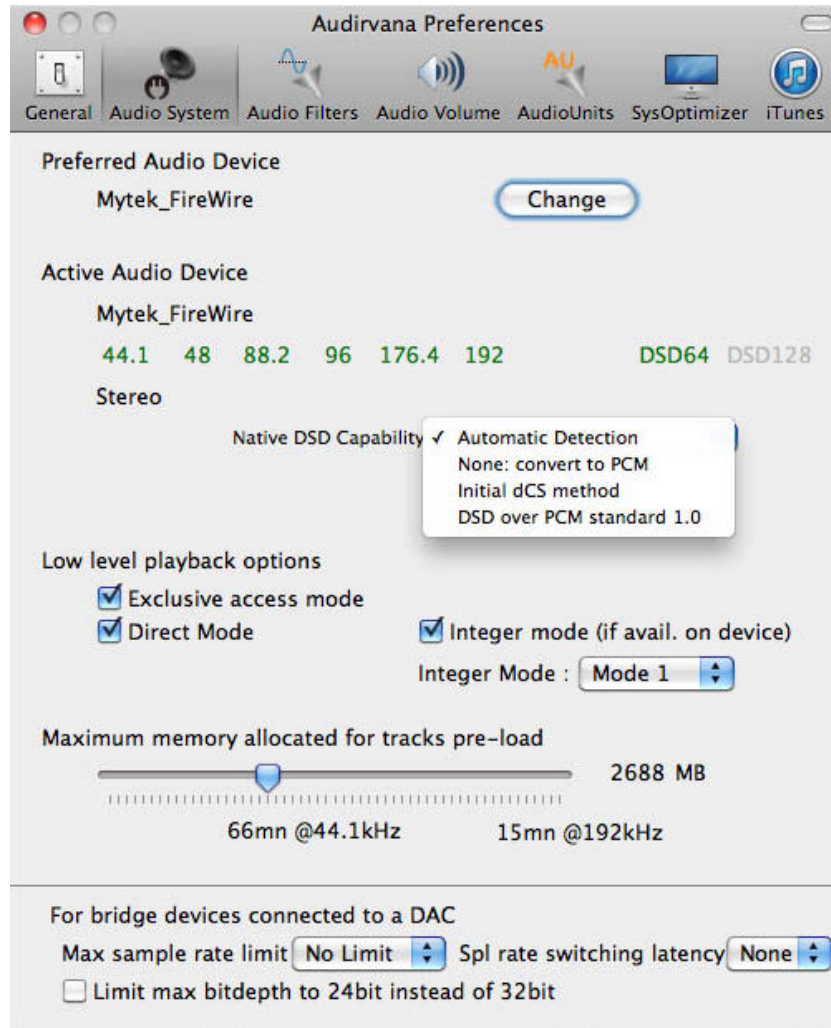 Audirvana Preferences
General Audio System Audio Filters Audio Volume AudioUnits SysOptimizer iTunes
AU
Preferred Audio Device
Mytek_FireWire Change
Active Audio Device
Mytek_FireWire
44.1 48 88.2 96 176.4 192 DSD64 DSD128
Stereo
Native DSD Capability ✓ Automatic Detection
None: convert to PCM
Initial dCS method
DSD over PCM standard 1.0
Low level playback options
Exclusive access mode
Direct Mode Integer mode (if avail. on device)
Integer Mode : Mode 1
Maximum memory allocated for tracks pre-load
2688 MB
66mn @44.1kHz 15mn @192kHz
For bridge devices connected to a DAC
Max sample rate limit No Limit Spl rate switching latency None
Limit max bitdepth to 24bit instead of 32bit